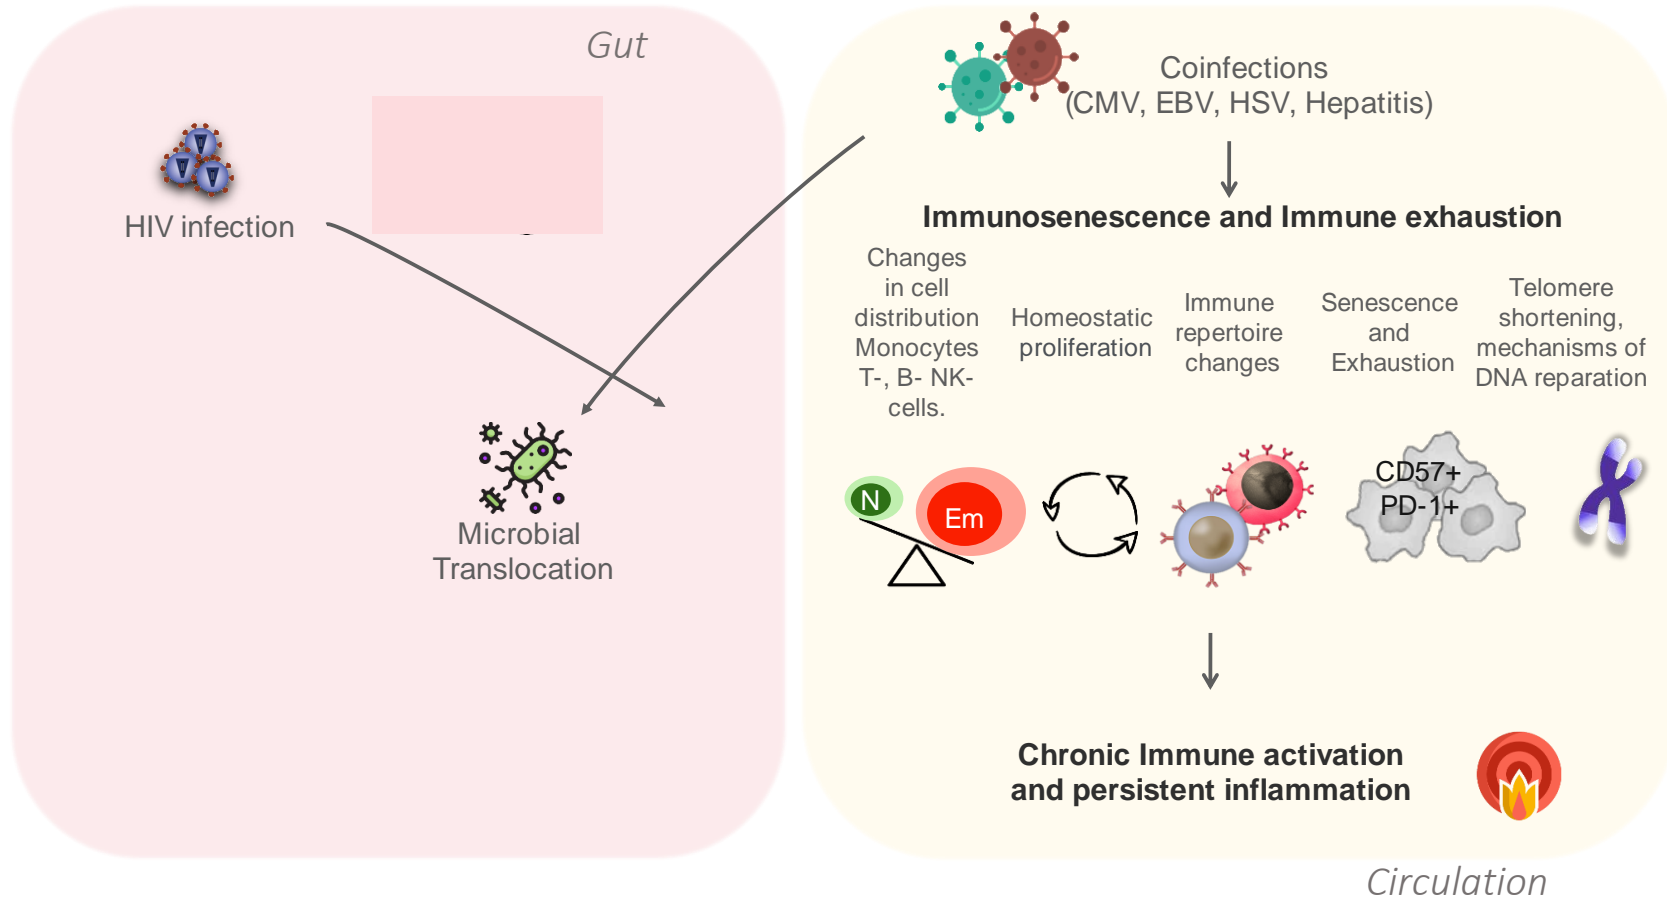 Gut
HIV infection
Microbial
Translocation
Coinfections
(CMV, EBV, HSV, Hepatitis)
Immunosenescence and Immune exhaustion
Changes
in cell
distribution
Monocytes
T-, B- NK-
cells.
Homeostatic
proliferation
Immune
repertoire
changes
Senescence
and
Exhaustion
Telomere
shortening,
mechanisms of
DNA reparation
N
Em
CD57+
PD-1+
Chronic Immune activation
and persistent inflammation
Circulation